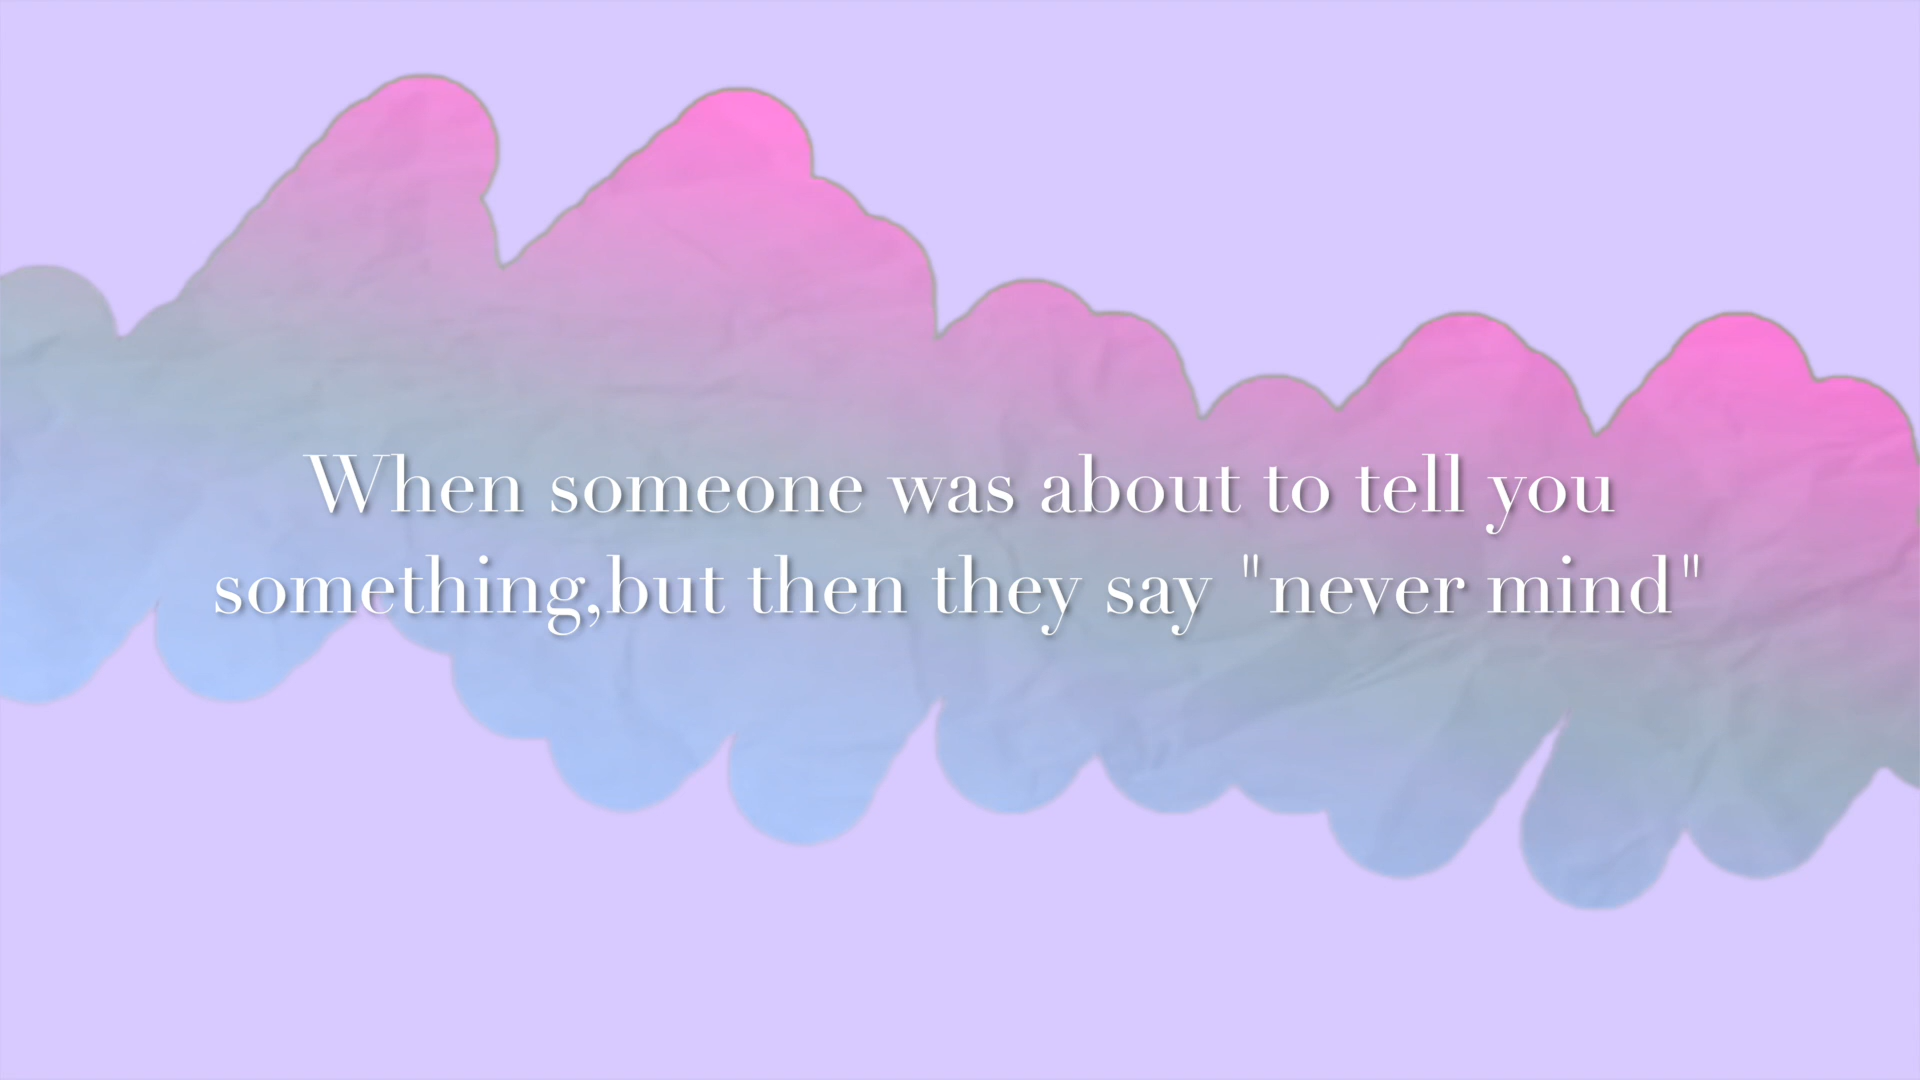 When someone was about to tell you
something,but then they say "never mind"